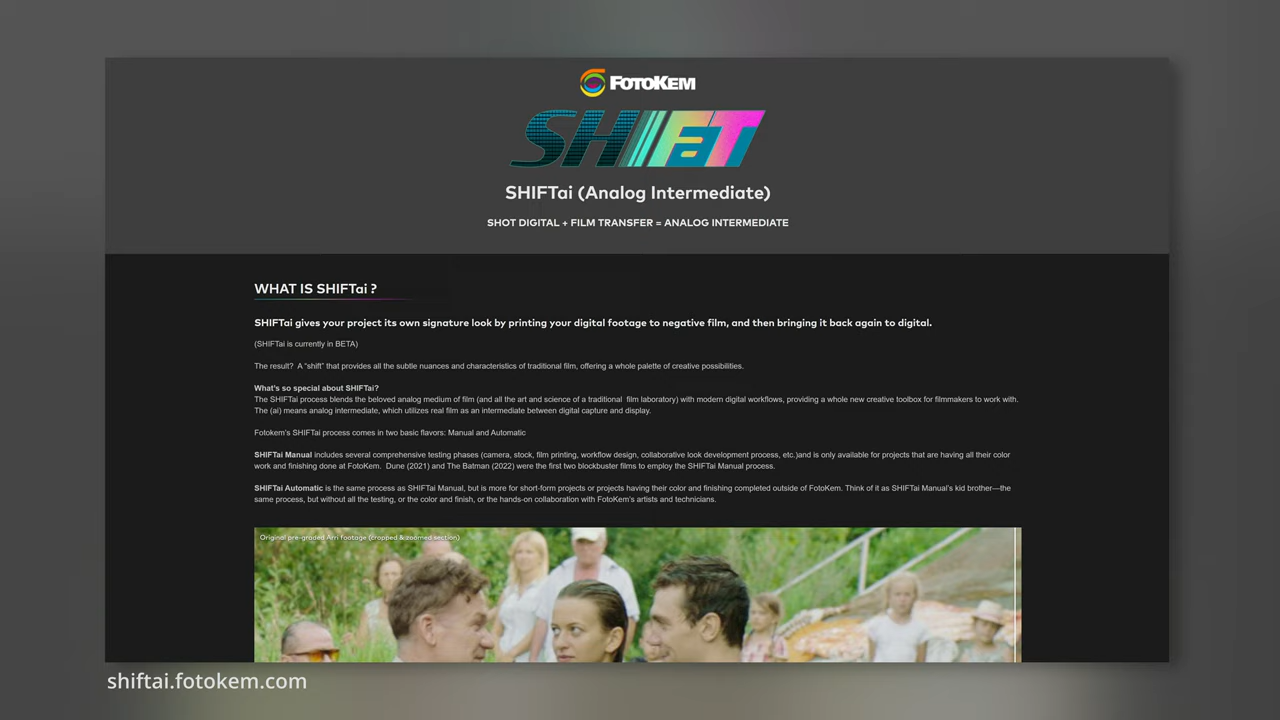 FOTOKEM
SHIFaT
SHIFTai (Analog Intermediate)
SHOT DIGITAL + FILM TRANSFER = ANALOG INTERMEDIATE
WHAT IS SHIFTai ?
SHIFTai gives your project its own signature look by printing your digital footage to negative film, and then bringing it back again to digital.
(SHIFTai is currently in BETA)
The result?  A "shift" that provides all the subtle nuances and characteristics of traditional film, offering a whole palette of creative possibilities.
What's so special about SHIFTai?
The SHIFTai process blends the beloved analog medium of film (and all the art and science of a traditional  film laboratory) with modern digital workflows, providing a whole new creative toolbox for filmmakers to work with.
The (ai) means analog intermediate, which utilizes real film as an intermediate between digital capture and display.
Fotokem's SHIFTai process comes in two basic flavors: Manual and Automatic
SHIFTai Manual includes several comprehensive testing phases (camera, stock, film printing, workflow design, collaborative look development process, etc.)and is only available for projects that are having all their color
work and finishing done at FotoKem.  Dune (2021) and The Batman (2022) were the first two blockbuster films to employ the SHIFTai Manual process.
SHIFTai Automatic is the same process as SHIFTai Manual, but is more for short-form projects or projects having their color and finishing completed outside of FotoKem. Think of it as SHIFTai Manual's kid brother—the
same process, but without all the testing, or the color and finish, or the hands-on collaboration with FotoKem's artists and technicians.
Original pre-graded Arri footage (cropped & zoomed section)
shiftai.fotokem.com